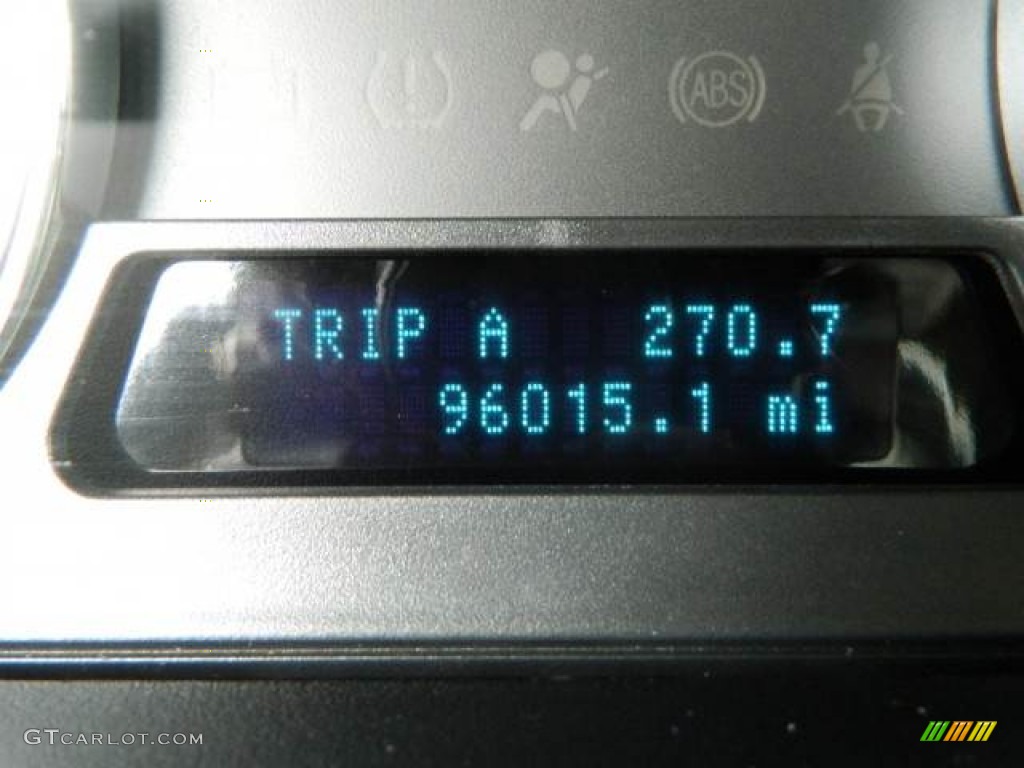 ABS
TRIP A 270.7
96015.1 mi
GTCARLOT.COM